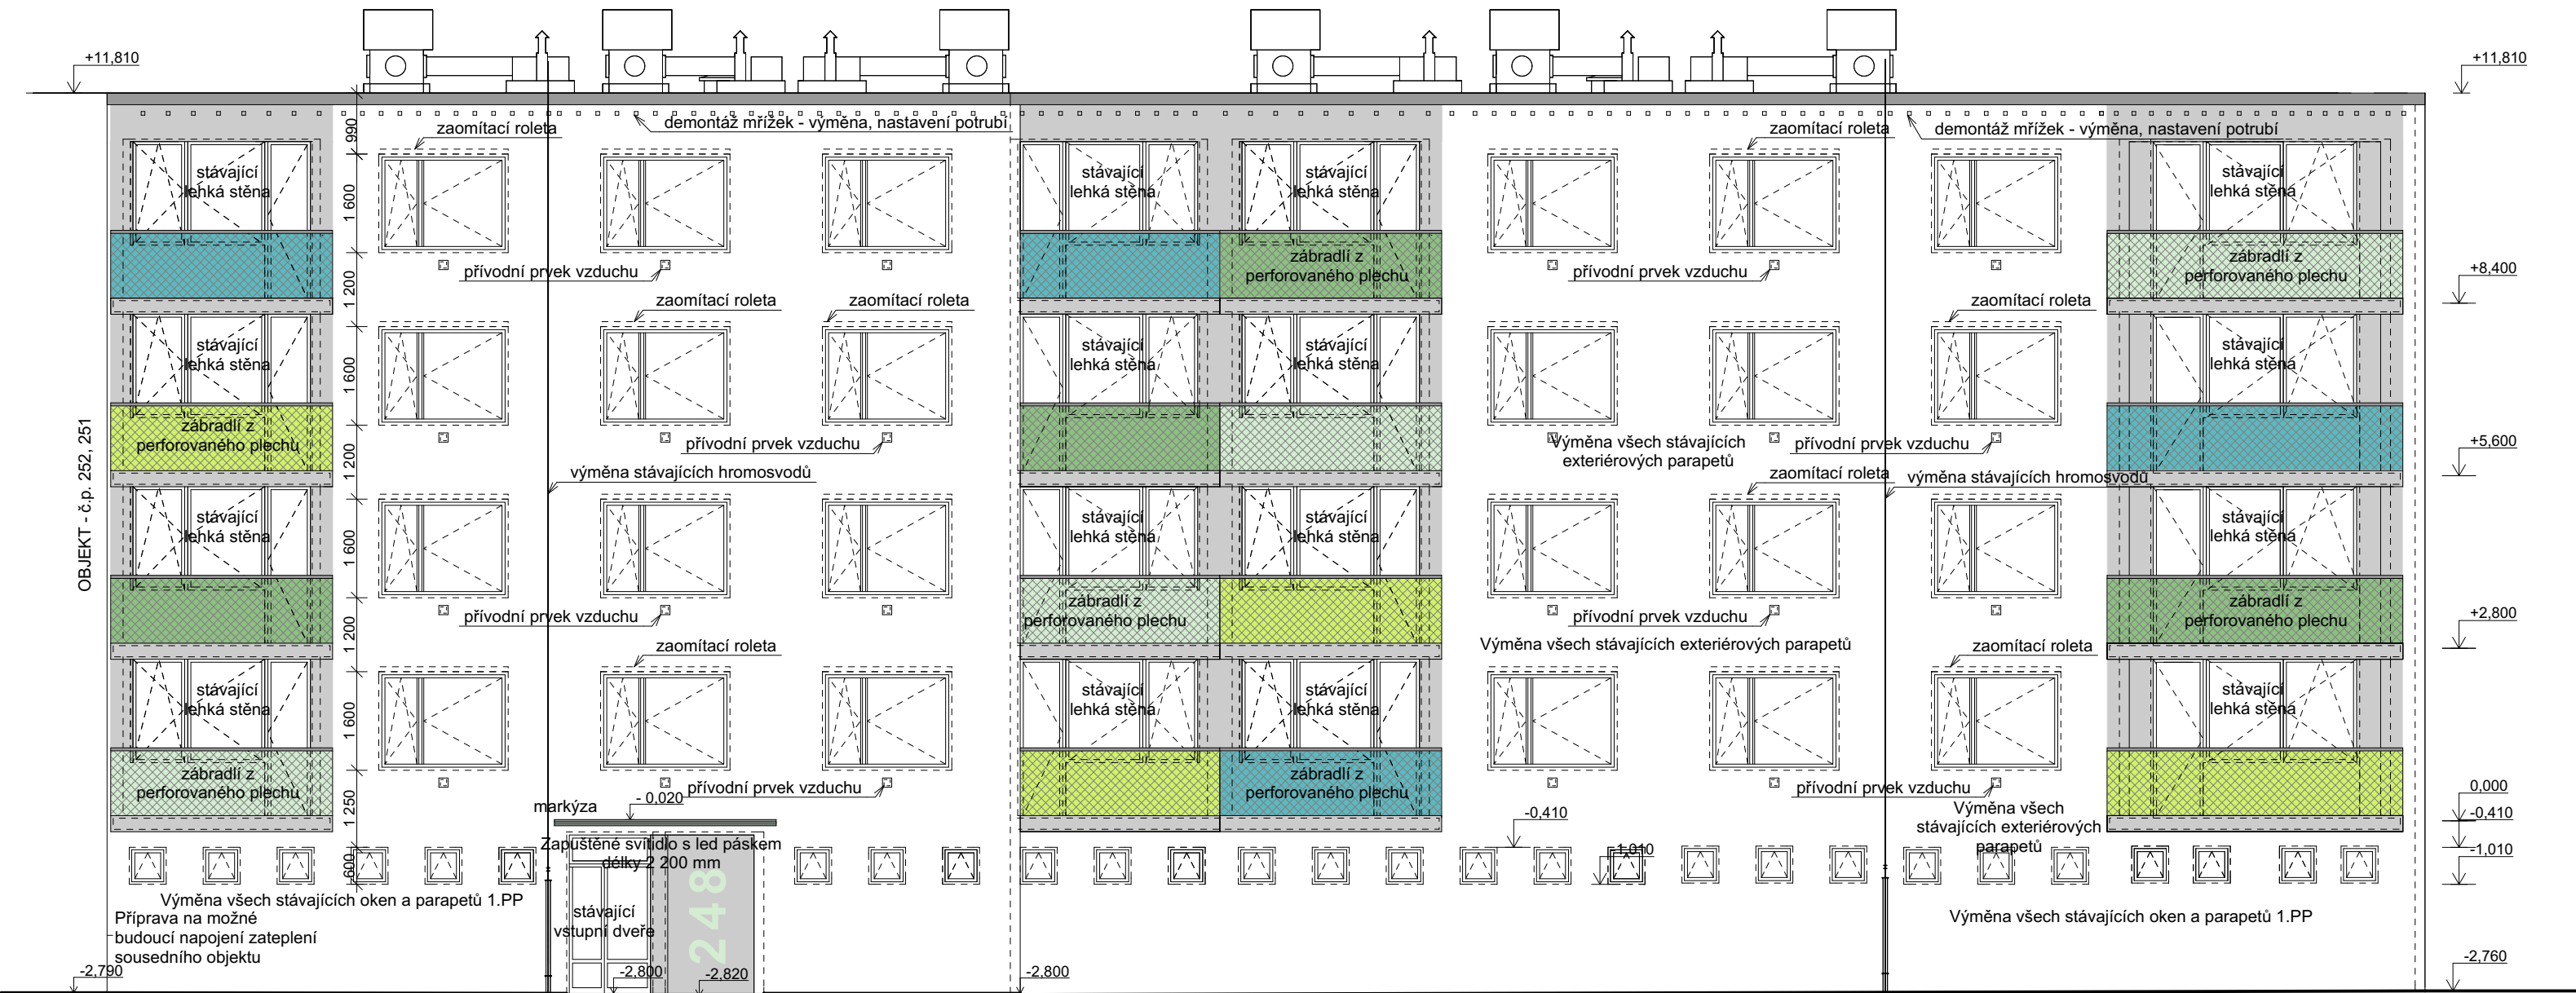 +11,810
+11,810
990
zaomítací roleta
demontáž mřížek - výměna, nastavení potrubí
zaomítací roleta
demontáž mřížek - výměna, nastavení potrubí
stávající
lehká stěna
stávající
lehká stěna
stávající
lehká stěna
stávající
lehká stěna
1 600
zábradlí z
perforovaného plechu
zábradlí z
perforovaného plechu
přívodní prvek vzduchu
přívodní prvek vzduchu
+8,400
1 200
zaomítací roleta
zaomítací roleta
zaomítací roleta
stávající
lehká stěna
stávající
lehká stěna
stávající
lehká stěna
stávající
lehká stěna
1 600
OBJEKT - č.p. 252, 251
zábradlí z
perforovaného plechu
přívodní prvek vzduchu
Výměna všech stávajících
exteriérových parapetů
přívodní prvek vzduchu
+5,600
1 200
výměna stávajících hromosvodů
zaomítací roleta
výměna stávajících hromosvodů
stávající
lehká stěna
stávající
lehká stěna
stávající
lehká stěna
stávající
lehká stěna
1 600
přívodní prvek vzduchu
zábradlí z
perforovaného plechu
přívodní prvek vzduchu
zábradlí z
perforovaného plechu
+2,800
1 200
zaomítací roleta
Výměna všech stávajících exteriérových parapetů
zaomítací roleta
stávající
lehká stěna
stávající
lehká stěna
stávající
lehká stěna
stávající
lehká stěna
1 600
zábradlí z
perforovaného plechu
přívodní prvek vzduchu
zábradlí z
perforovaného plechu
přívodní prvek vzduchu
0,000
1 250
markýza
- 0,020
-0,410
Výměna všech
stávajících exteriérových
parapetů
-0,410
Zapuštěné svítidlo s led páskem
délky 2 200 mm
-1,010
-1,010
600
Výměna všech stávajících oken a parapetů 1.PP
Příprava na možné
budoucí napojení zateplení
sousedního objektu
stávající
vstupní dveře
2248
Výměna všech stávajících oken a parapetů 1.PP
-2,790
-2,800
-2,820
-2,800
-2,760